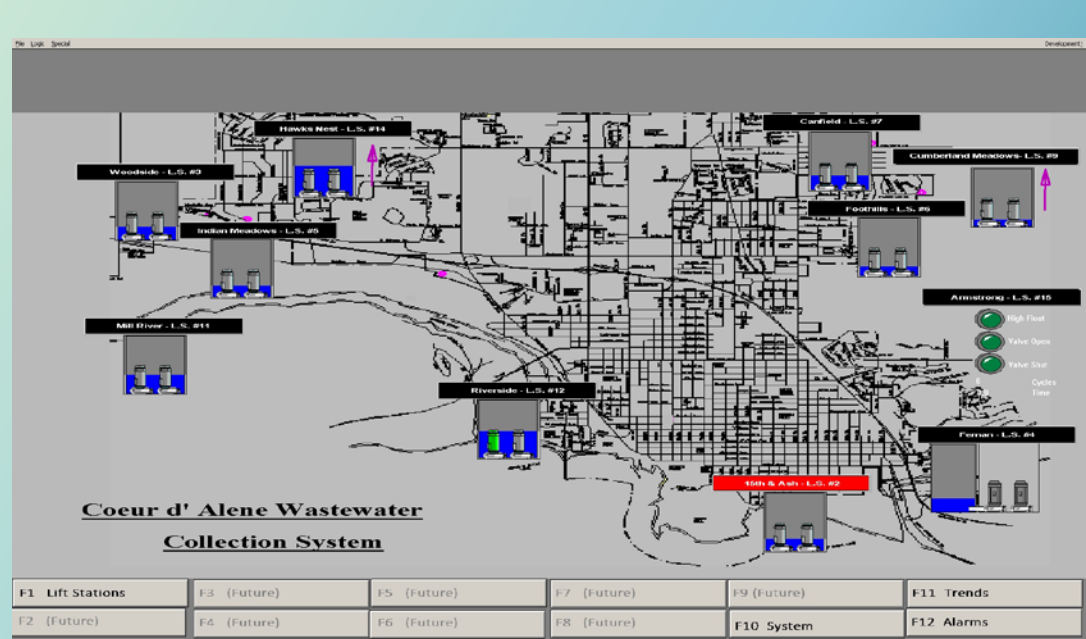 File Logic Special
Development
Hawks Nest - L.S. #14
Canfield - L.S. #7
Cumberland Meadows- L.S. #9
Woodside - L.S. #3
Foothills - L.S. #6
Indian Meadows - L.S. #5
Armstrong - L.S. #15
High Float
Mill River - L.S. #11
Valve Open
Valve Shut
Cycles
Time
Riverside - L.S. #12
Fernan - L.S. #4
15th & Ash - L.S. #2
Coeur d' Alene Wastewater
Collection System
F1 Lift Stations
F3 (Future)
F5 (Future)
F7 (Future)
F9 (Future)
F11 Trends
F2 (Future)
F4 (Future)
F6 (Future)
F8 (Future)
F10 System
F12 Alarms